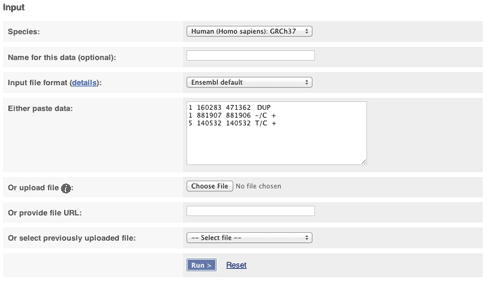 Input
Species: Human (Homo sapiens): GRCh37
Name for this data (optional):
Input file format (details): Ensembl default
Either paste data: 1 160283 471362 DUP
1 881907 881906 -/C +
5 140532 140532 T/C +
Or upload file i: Choose File No file chosen
Or provide file URL:
Or select previously uploaded file: -- Select file --
Run > Reset